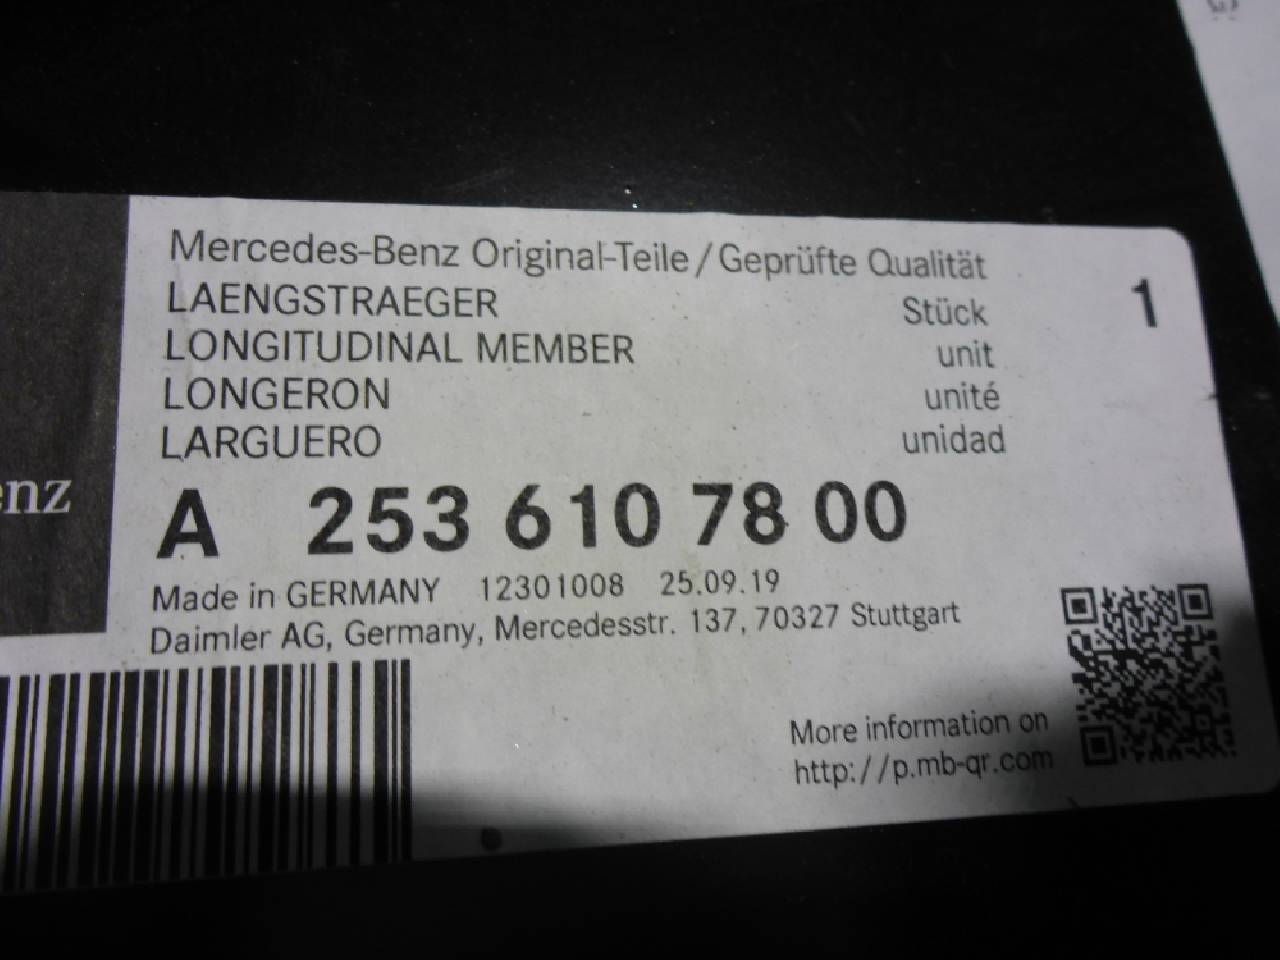 Mercedes-Benz Original-Teile / Geprüfte Qualität
LAENGSTRAEGER Stück 1
LONGITUDINAL MEMBER unit
LONGERON unité
LARGUERO unidad
enz
A 253 610 78 00
Made in GERMANY 12301008 25.09.19
Daimler AG, Germany, Mercedesstr. 137, 70327 Stuttgart
More information on
http://p.mb-qr.com